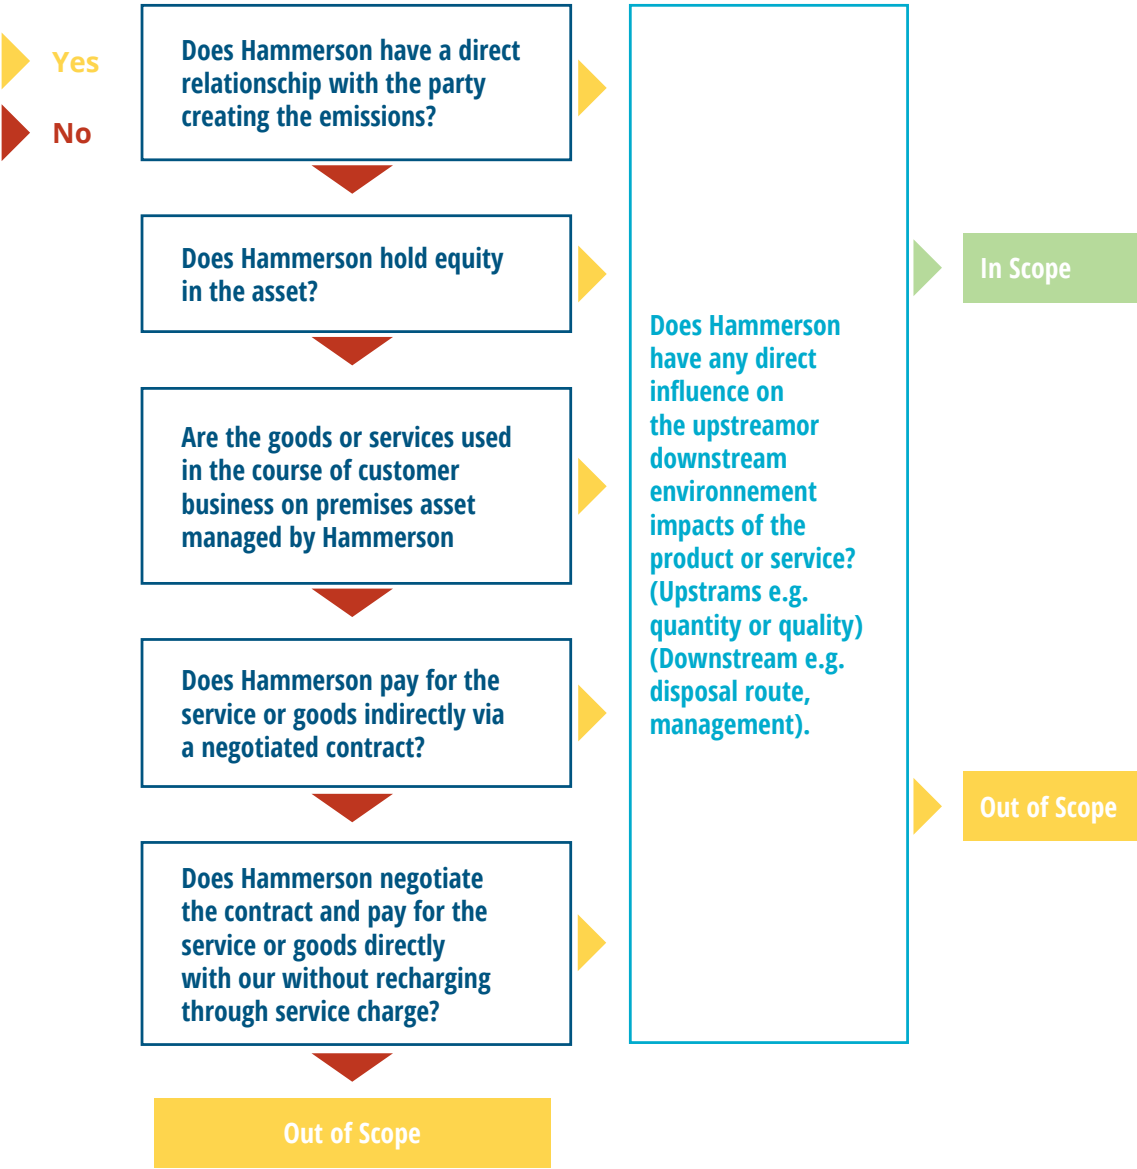 Yes
No
Does Hammerson have a direct
relationschip with the party
creating the emissions?
Does Hammerson hold equity
in the asset?
Are the goods or services used
in the course of customer
business on premises asset
managed by Hammerson
Does Hammerson pay for the
service or goods indirectly via
a negotiated contract?
Does Hammerson negotiate
the contract and pay for the
service or goods directly
with our without recharging
through service charge?
Out of Scope
Does Hammerson
have any direct
influence on
the upstreamor
downstream
environnement
impacts of the
product or service?
(Upstrams e.g.
quantity or quality)
(Downstream e.g.
disposal route,
management).
In Scope
Out of Scope